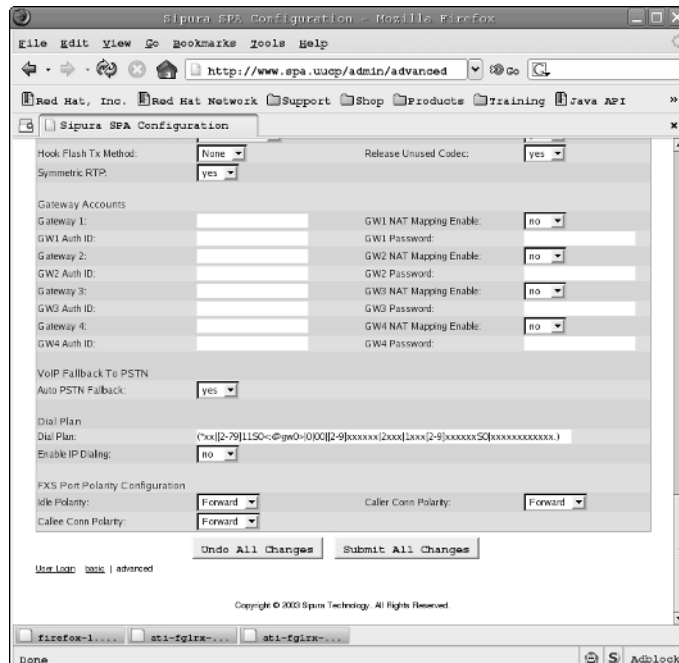 Sipura SPA Configuration - Mozilla Firefox
File Edit View Go Bookmarks Tools Help
http://www.spa.uucp/admin/advanced Go G
Red Hat, Inc. Red Hat Network Support Shop Products Training Java API »
Sipura SPA Configuration
Hook Flash Tx Method: None Release Unused Codec: yes
Symmetric RTP: yes
Gateway Accounts
Gateway 1: GW1 NAT Mapping Enable: no
GW1 Auth ID: GW1 Password:
Gateway 2: GW2 NAT Mapping Enable: no
GW2 Auth ID: GW2 Password:
Gateway 3: GW3 NAT Mapping Enable: no
GW3 Auth ID: GW3 Password:
Gateway 4: GW4 NAT Mapping Enable: no
GW4 Auth ID: GW4 Password:
VoIP Fallback To PSTN
Auto PSTN Fallback: yes
Dial Plan
Dial Plan: (*xx|[2-79]11S0<:@gw0>|0|00|[2-9]xxxxxx|2xxx|1xxx[2-9]xxxxxxS0|xxxxxxxxxxxx.)
Enable IP Dialing: no
FXS Port Polarity Configuration
Idle Polarity: Forward Caller Conn Polarity: Forward
Callee Conn Polarity: Forward
Undo All Changes Submit All Changes
User Login basic | advanced
Copyright © 2003 Sipura Technology. All Rights Reserved.
firefox-1.... ati-fglrx-... ati-fglrx-...
Done S Adblock